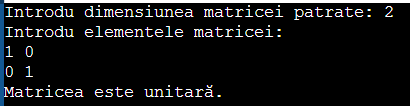 Introdu dimensiunea matricei patrate: 2
Introdu elementele matricei:
1 0
0 1
Matricea este unitară.